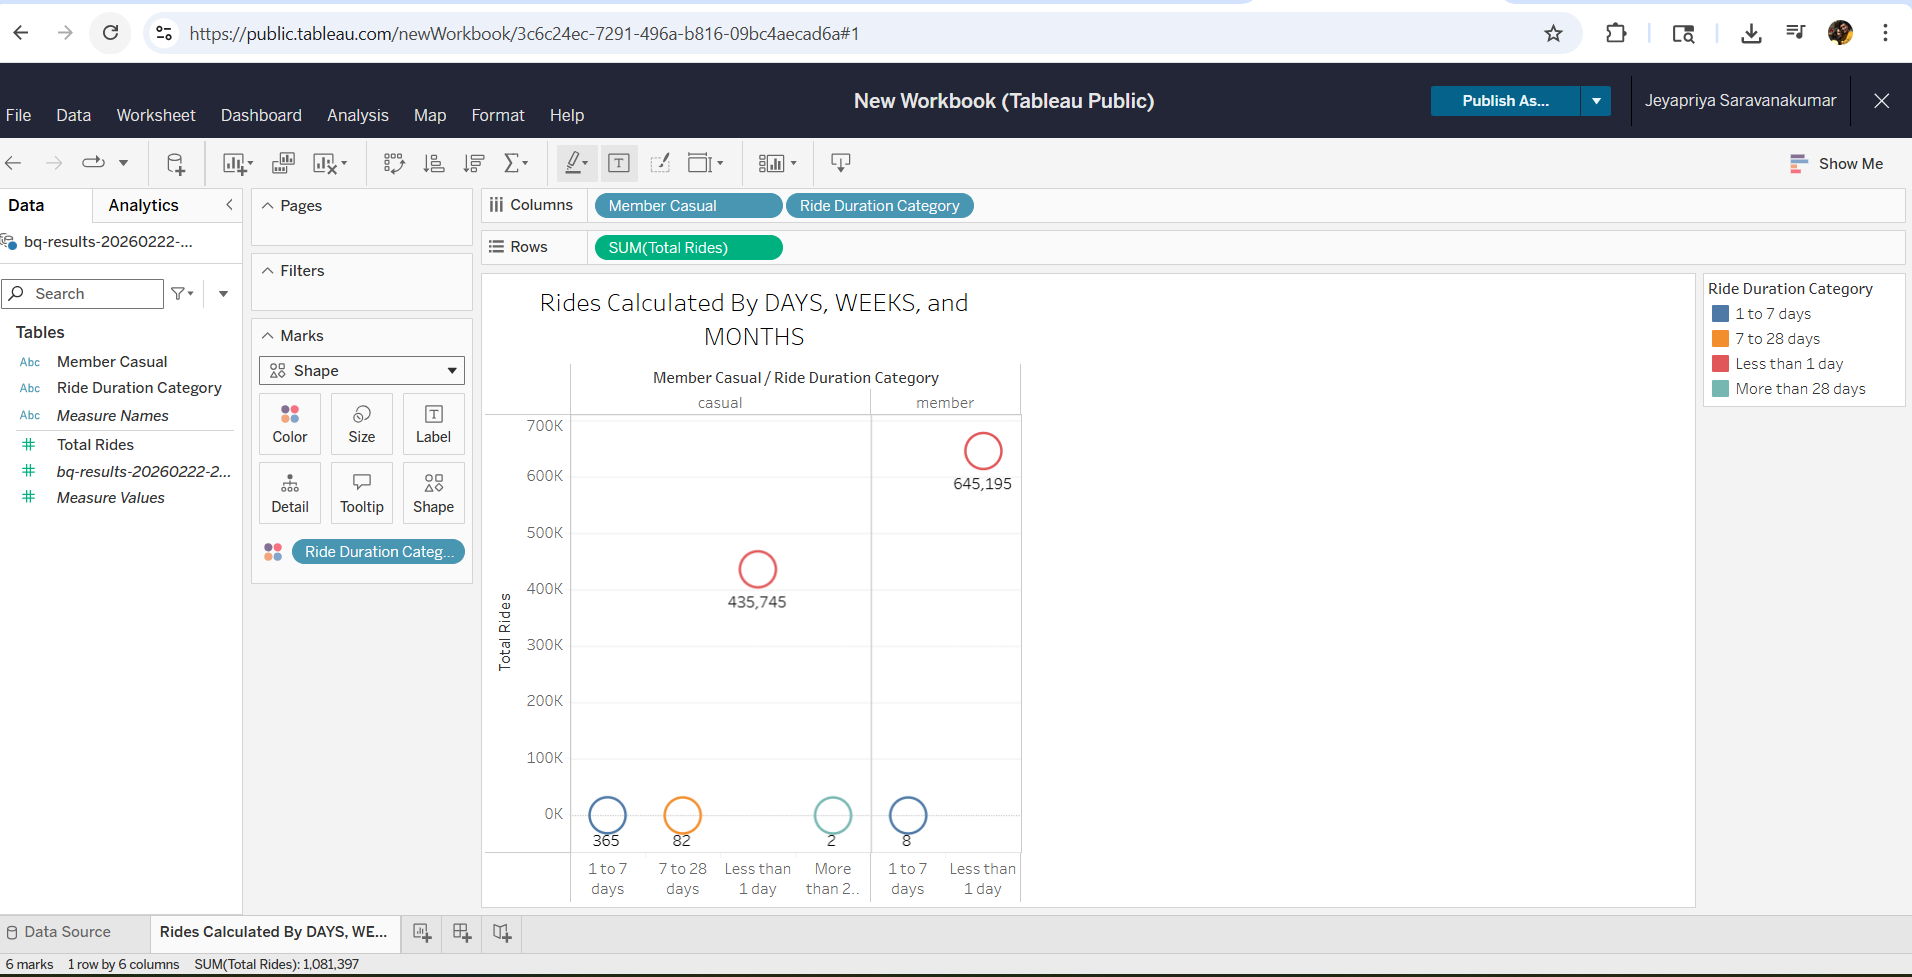 https://public.tableau.com/newWorkbook/3c6c24ec-7291-496a-b816-09bc4aecad6a#1
New Workbook (Tableau Public)
Publish As...
Jeyapriya Saravanakumar
File Data Worksheet Dashboard Analysis Map Format Help
Show Me
Data Analytics
bq-results-20260222-...
Search
Tables
Abc Member Casual
Abc Ride Duration Category
Abc Measure Names
Total Rides
bq-results-20260222-2...
Measure Values
Pages
Filters
Marks
Shape
Color Size Label
Detail Tooltip Shape
Ride Duration Categ...
Columns Member Casual Ride Duration Category
Rows SUM(Total Rides)
Rides Calculated By DAYS, WEEKS, and
MONTHS
Member Casual / Ride Duration Category
casual member
Total Rides
700K
600K
500K
400K
300K
200K
100K
0K
645,195
435,745
365 82 2 8
1 to 7 days
7 to 28 days
Less than 1 day
More than 2..
1 to 7 days
Less than 1 day
Ride Duration Category
1 to 7 days
7 to 28 days
Less than 1 day
More than 28 days
Data Source Rides Calculated By DAYS, WE...
6 marks 1 row by 6 columns SUM(Total Rides): 1,081,397